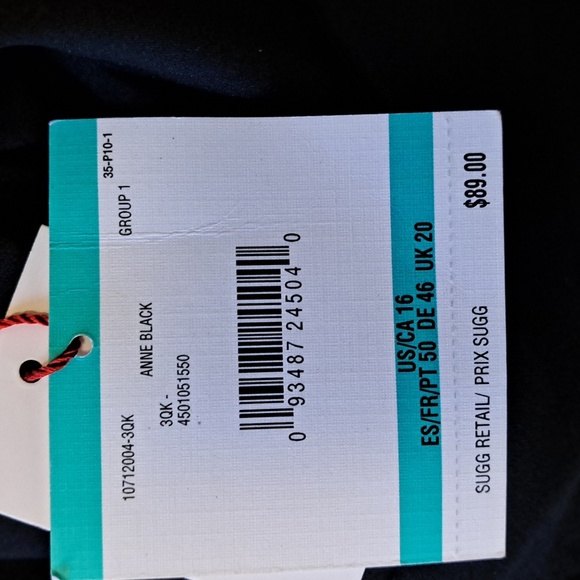 35-P10-1
10712004-3QK GROUP 1
ANNE BLACK
3QK -
4501051550
0 93487 24504 0
US/CA 16
ES/FR/PT 50 DE 46 UK 20
SUGG RETAIL/ PRIX SUGG $89.00